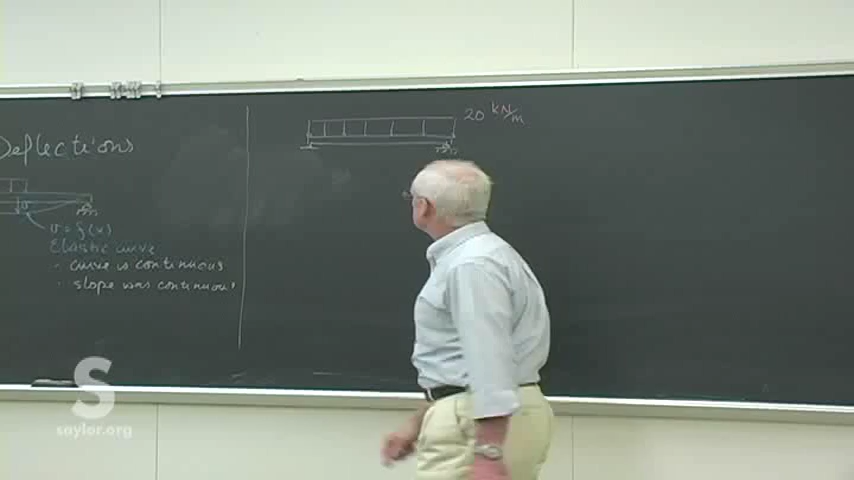 Deflections
v = f(x)
Elastic curve
· curve is continuous
· slope was continuous
20 kN/m
S
saylor.org